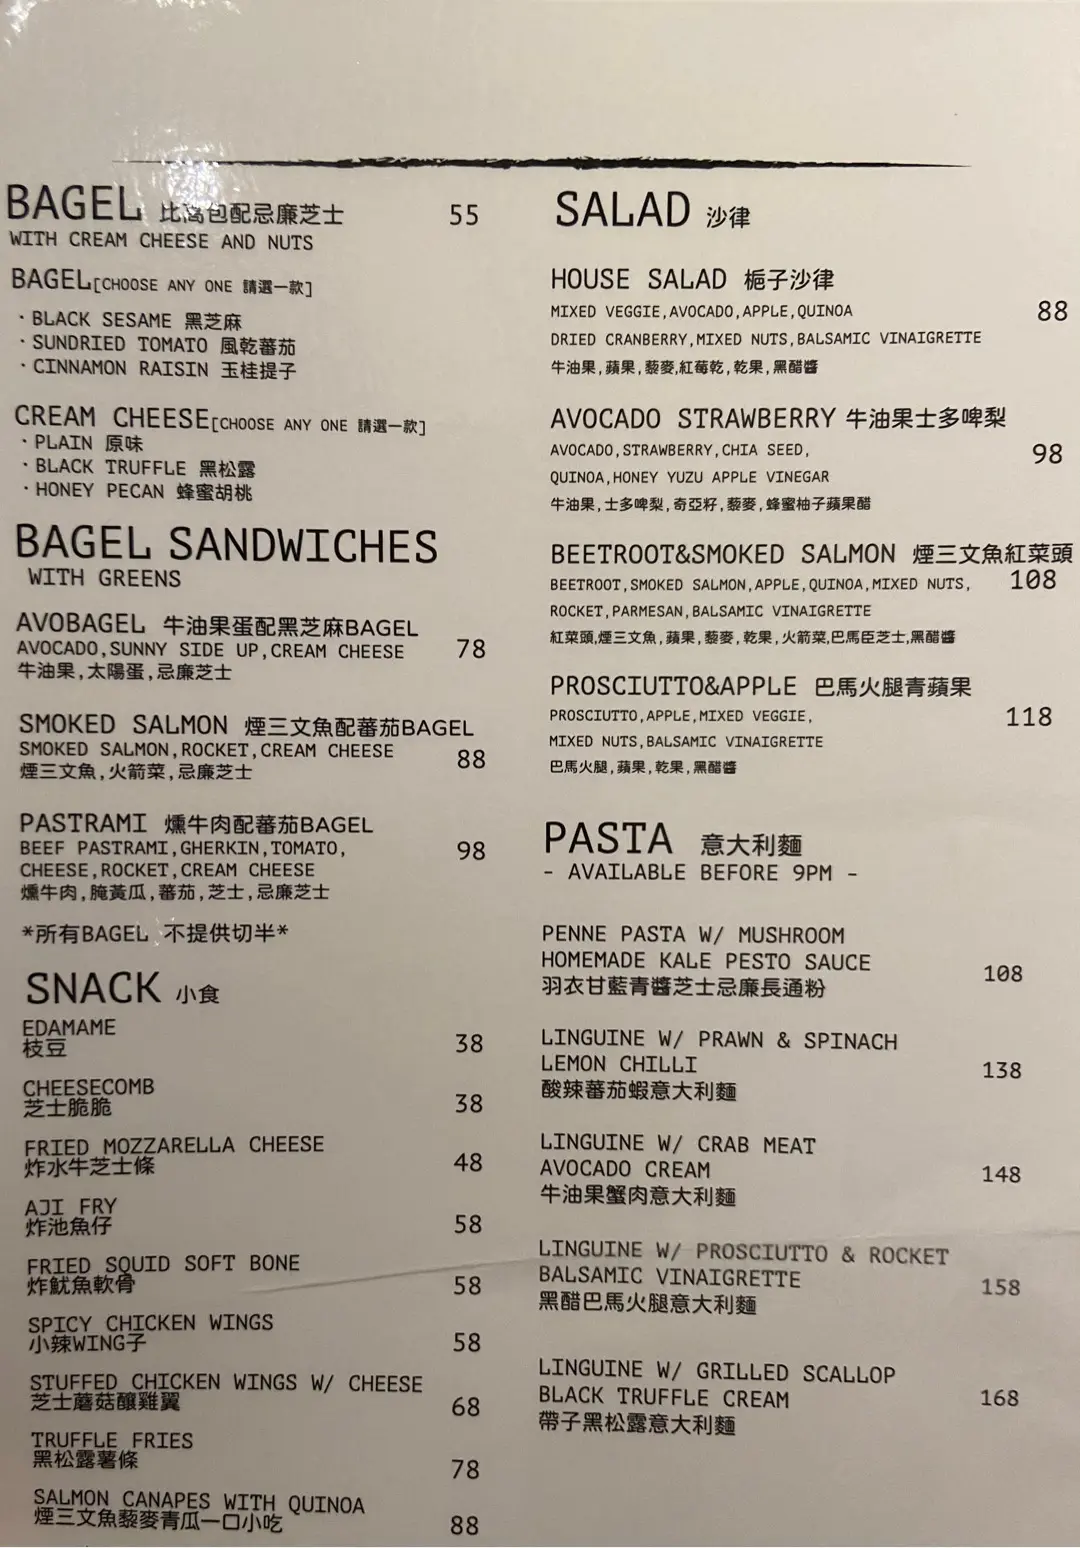 BAGEL 比高包配忌廉芝士 55
WITH CREAM CHEESE AND NUTS
BAGEL[CHOOSE ANY ONE 請選一款]
·BLACK SESAME 黑芝麻
·SUNDRIED TOMATO 風乾蕃茄
·CINNAMON RAISIN 玉桂提子
CREAM CHEESE[CHOOSE ANY ONE 請選一款]
·PLAIN 原味
·BLACK TRUFFLE 黑松露
·HONEY PECAN 蜂蜜胡桃
BAGEL SANDWICHES
WITH GREENS
AVOBAGEL 牛油果蛋配黑芝麻BAGEL
AVOCADO,SUNNY SIDE UP,CREAM CHEESE 78
牛油果,太陽蛋,忌廉芝士
SMOKED SALMON 煙三文魚配蕃茄BAGEL
SMOKED SALMON,ROCKET,CREAM CHEESE 88
煙三文魚,火箭菜,忌廉芝士
PASTRAMI 燻牛肉配蕃茄BAGEL
BEEF PASTRAMI,GHERKIN,TOMATO, 98
CHEESE,ROCKET,CREAM CHEESE
燻牛肉,腌黃瓜,蕃茄,芝士,忌廉芝士
*所有BAGEL 不提供切半*
SNACK 小食
EDAMAME
枝豆 38
CHEESECOMB
芝士脆脆 38
FRIED MOZZARELLA CHEESE
炸水牛芝士條 48
AJI FRY
炸池魚仔 58
FRIED SQUID SOFT BONE
炸魷魚軟骨 58
SPICY CHICKEN WINGS
小辣WING子 58
STUFFED CHICKEN WINGS W/ CHEESE
芝士蘑菇釀雞翼 68
TRUFFLE FRIES
黑松露薯條 78
SALMON CANAPES WITH QUINOA
煙三文魚藜麥青瓜一口小吃 88
SALAD 沙律
HOUSE SALAD 梔子沙律
MIXED VEGGIE,AVOCADO,APPLE,QUINOA 88
DRIED CRANBERRY,MIXED NUTS,BALSAMIC VINAIGRETTE
牛油果,蘋果,藜麥,紅莓乾,乾果,黑醋醬
AVOCADO STRAWBERRY 牛油果士多啤梨
AVOCADO,STRAWBERRY,CHIA SEED, 98
QUINOA,HONEY YUZU APPLE VINEGAR
牛油果,士多啤梨,奇亞籽,藜麥,蜂蜜柚子蘋果醋
BEETROOT&SMOKED SALMON 煙三文魚紅菜頭
BEETROOT,SMOKED SALMON,APPLE,QUINOA,MIXED NUTS, 108
ROCKET,PARMESAN,BALSAMIC VINAIGRETTE
紅菜頭,煙三文魚,蘋果,藜麥,乾果,火箭菜,巴馬臣芝士,黑醋醬
PROSCIUTTO&APPLE 巴馬火腿青蘋果
PROSCIUTTO,APPLE,MIXED VEGGIE, 118
MIXED NUTS,BALSAMIC VINAIGRETTE
巴馬火腿,蘋果,乾果,黑醋醬
PASTA 意大利麵
- AVAILABLE BEFORE 9PM -
PENNE PASTA W/ MUSHROOM
HOMEMADE KALE PESTO SAUCE 108
羽衣甘藍青醬芝士忌廉長通粉
LINGUINE W/ PRAWN & SPINACH
LEMON CHILLI 138
酸辣蕃茄蝦意大利麵
LINGUINE W/ CRAB MEAT
AVOCADO CREAM 148
牛油果蟹肉意大利麵
LINGUINE W/ PROSCIUTTO & ROCKET
BALSAMIC VINAIGRETTE 158
黑醋巴馬火腿意大利麵
LINGUINE W/ GRILLED SCALLOP
BLACK TRUFFLE CREAM 168
帶子黑松露意大利麵